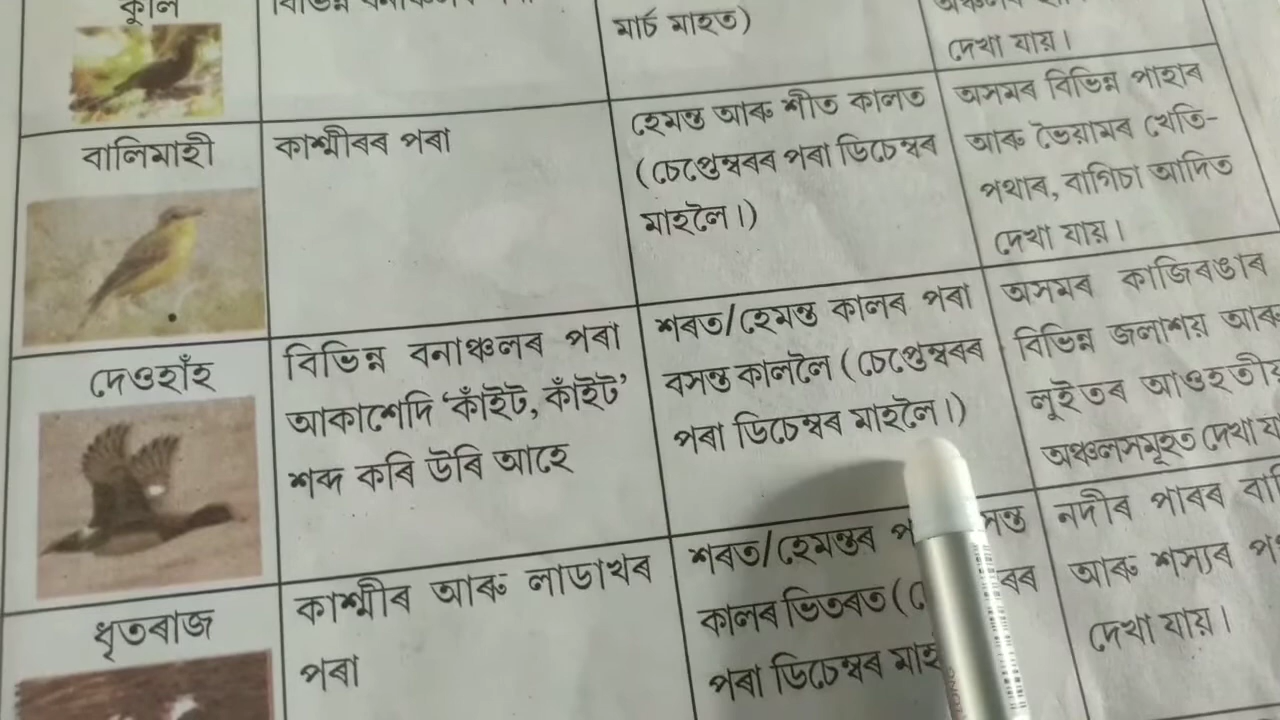 কুলি
মাৰ্চ মাহত)
দেখা যায়।
বালিমাহী
কাশ্মীৰৰ পৰা
হেমন্ত আৰু শীত কালত
(চেপ্তেম্বৰৰ পৰা ডিচেম্বৰ
মাহলৈ।)
অসমৰ বিভিন্ন পাহাৰ
আৰু ভৈয়ামৰ খেতি-
পথাৰ, বাগিচা আদিত
দেখা যায়।
দেওহাঁহ
বিভিন্ন বনাঞ্চলৰ পৰা
আকাশেদি ‘কাঁইট, কাঁইট’
শব্দ কৰি উৰি আহে
শৰত/হেমন্ত কালৰ পৰা
বসন্ত কাললৈ (চেপ্তেম্বৰৰ
পৰা ডিচেম্বৰ মাহলৈ।)
অসমৰ কাজিৰঙাৰ
বিভিন্ন জলাশয় আৰু
লুইতৰ আওহতীয়
অঞ্চলসমূহত দেখা যা
ধৃতৰাজ
কাশ্মীৰ আৰু লাডাখৰ
পৰা
শৰত/হেমন্তৰ
কালৰ ভিতৰত
পৰা ডিচেম্বৰ
নদীৰ পাৰৰ
আৰু শস্যৰ
দেখা যায়।